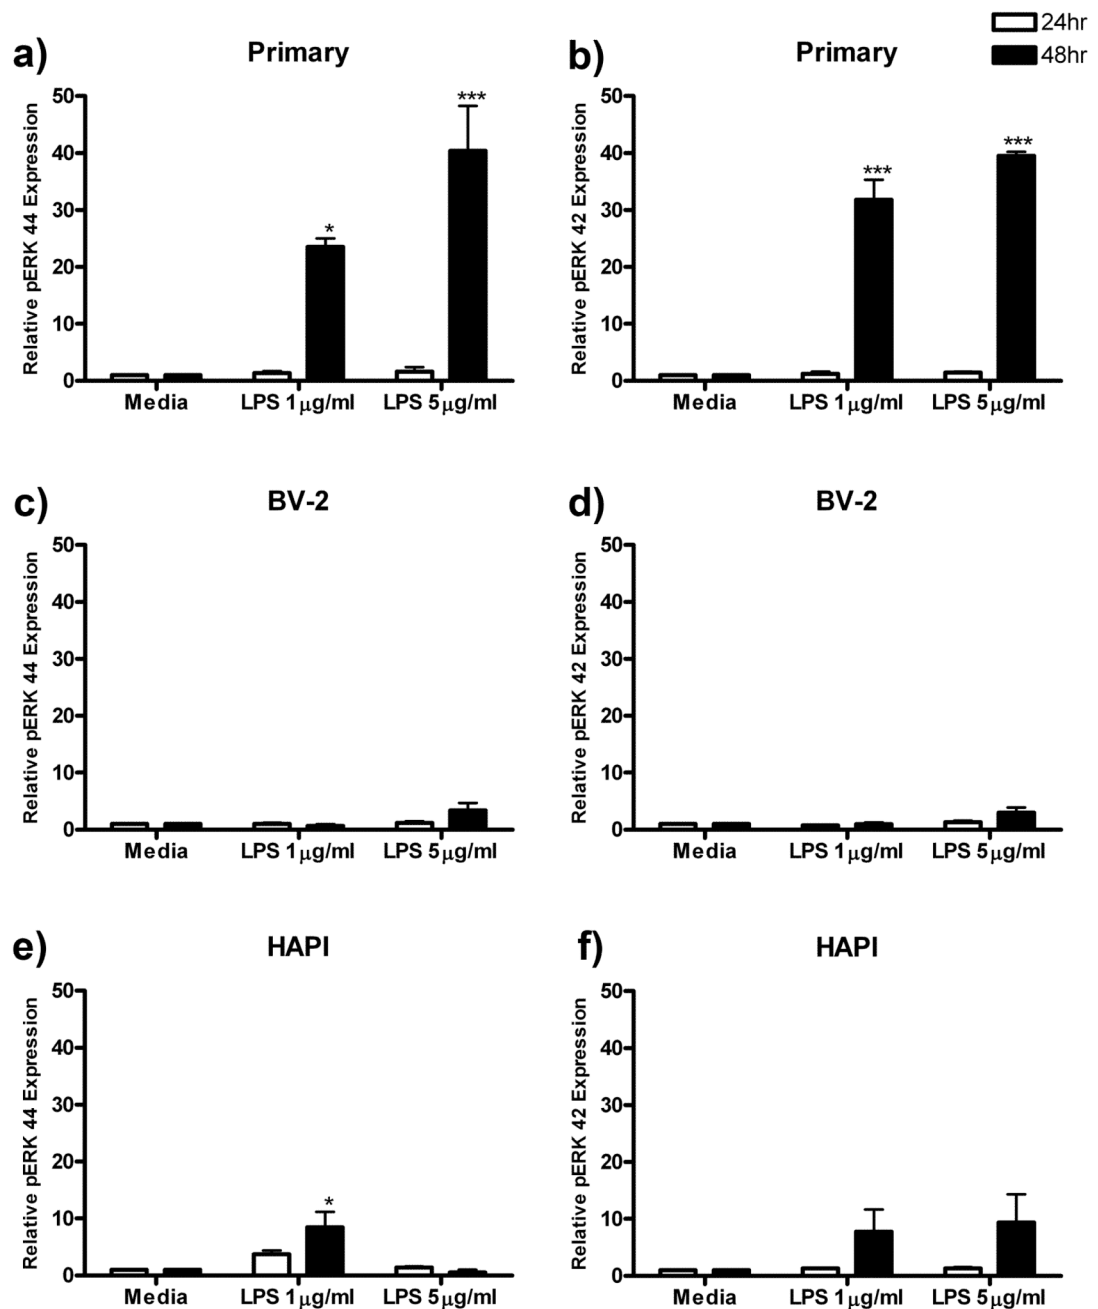 24hr
48hr
a)
Primary
Relative pERK 44 Expression
50
40
30
20
10
0
***
*
Media
LPS 1µg/ml
LPS 5µg/ml
b)
Primary
Relative pERK 42 Expression
50
40
30
20
10
0
***
***
Media
LPS 1µg/ml
LPS 5µg/ml
c)
BV-2
Relative pERK 44 Expression
50
40
30
20
10
0
Media
LPS 1µg/ml
LPS 5µg/ml
d)
BV-2
Relative pERK 42 Expression
50
40
30
20
10
0
Media
LPS 1µg/ml
LPS 5µg/ml
e)
HAPI
Relative pERK 44 Expression
50
40
30
20
10
0
*
Media
LPS 1µg/ml
LPS 5µg/ml
f)
HAPI
Relative pERK 42 Expression
50
40
30
20
10
0
Media
LPS 1µg/ml
LPS 5µg/ml